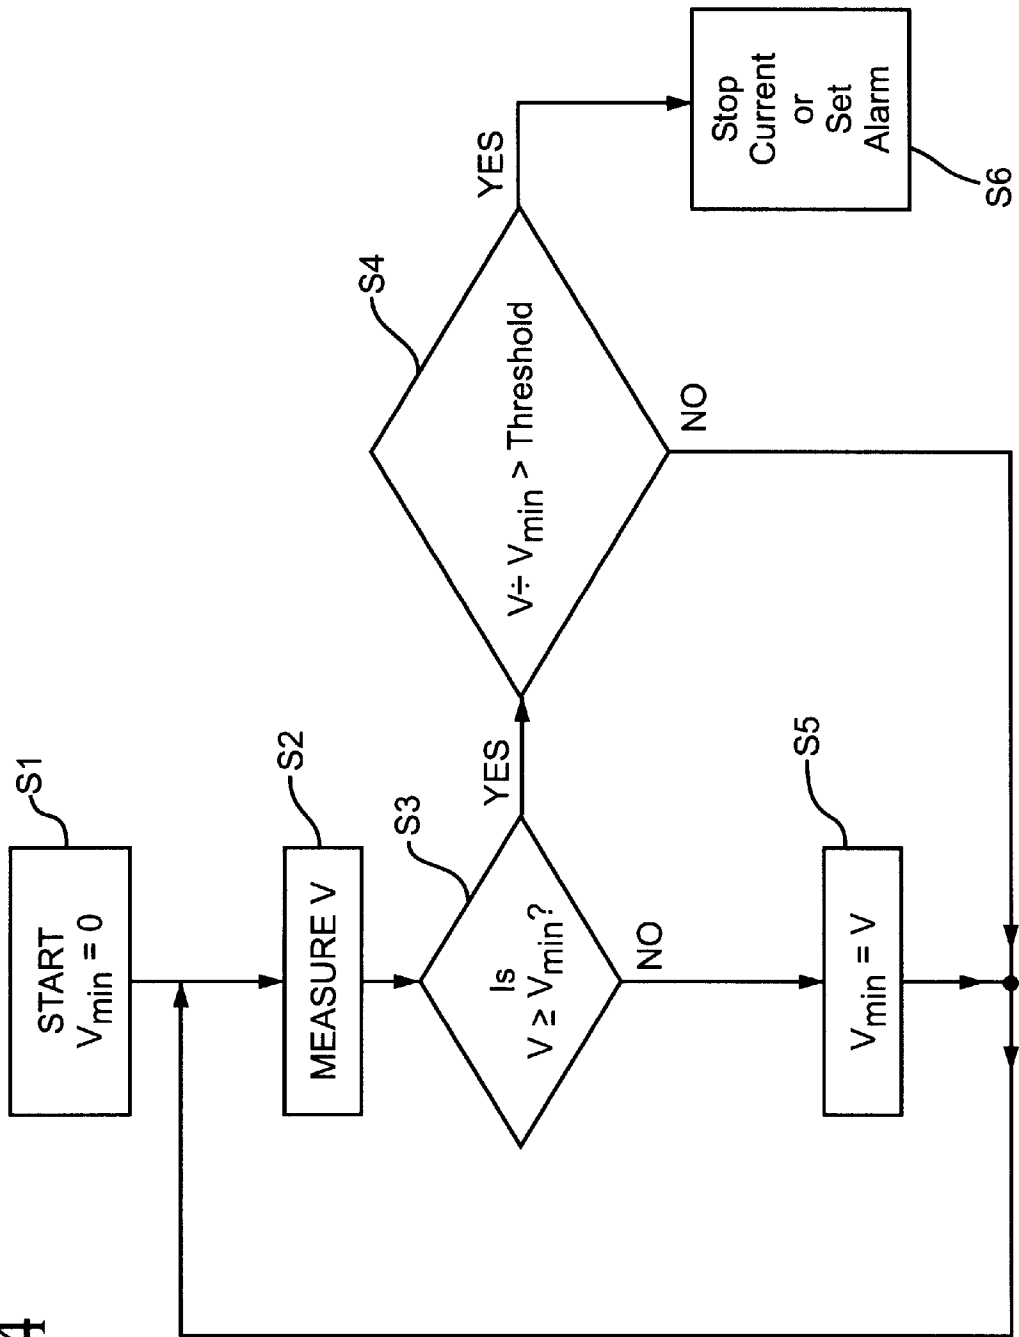 START
Vmin = 0
S1
MEASURE V
S2
Is
V ≥ Vmin?
S3
YES
NO
V÷ Vmin > Threshold
S4
YES
NO
Vmin = V
S5
Stop
Current
or
Set
Alarm
S6
4